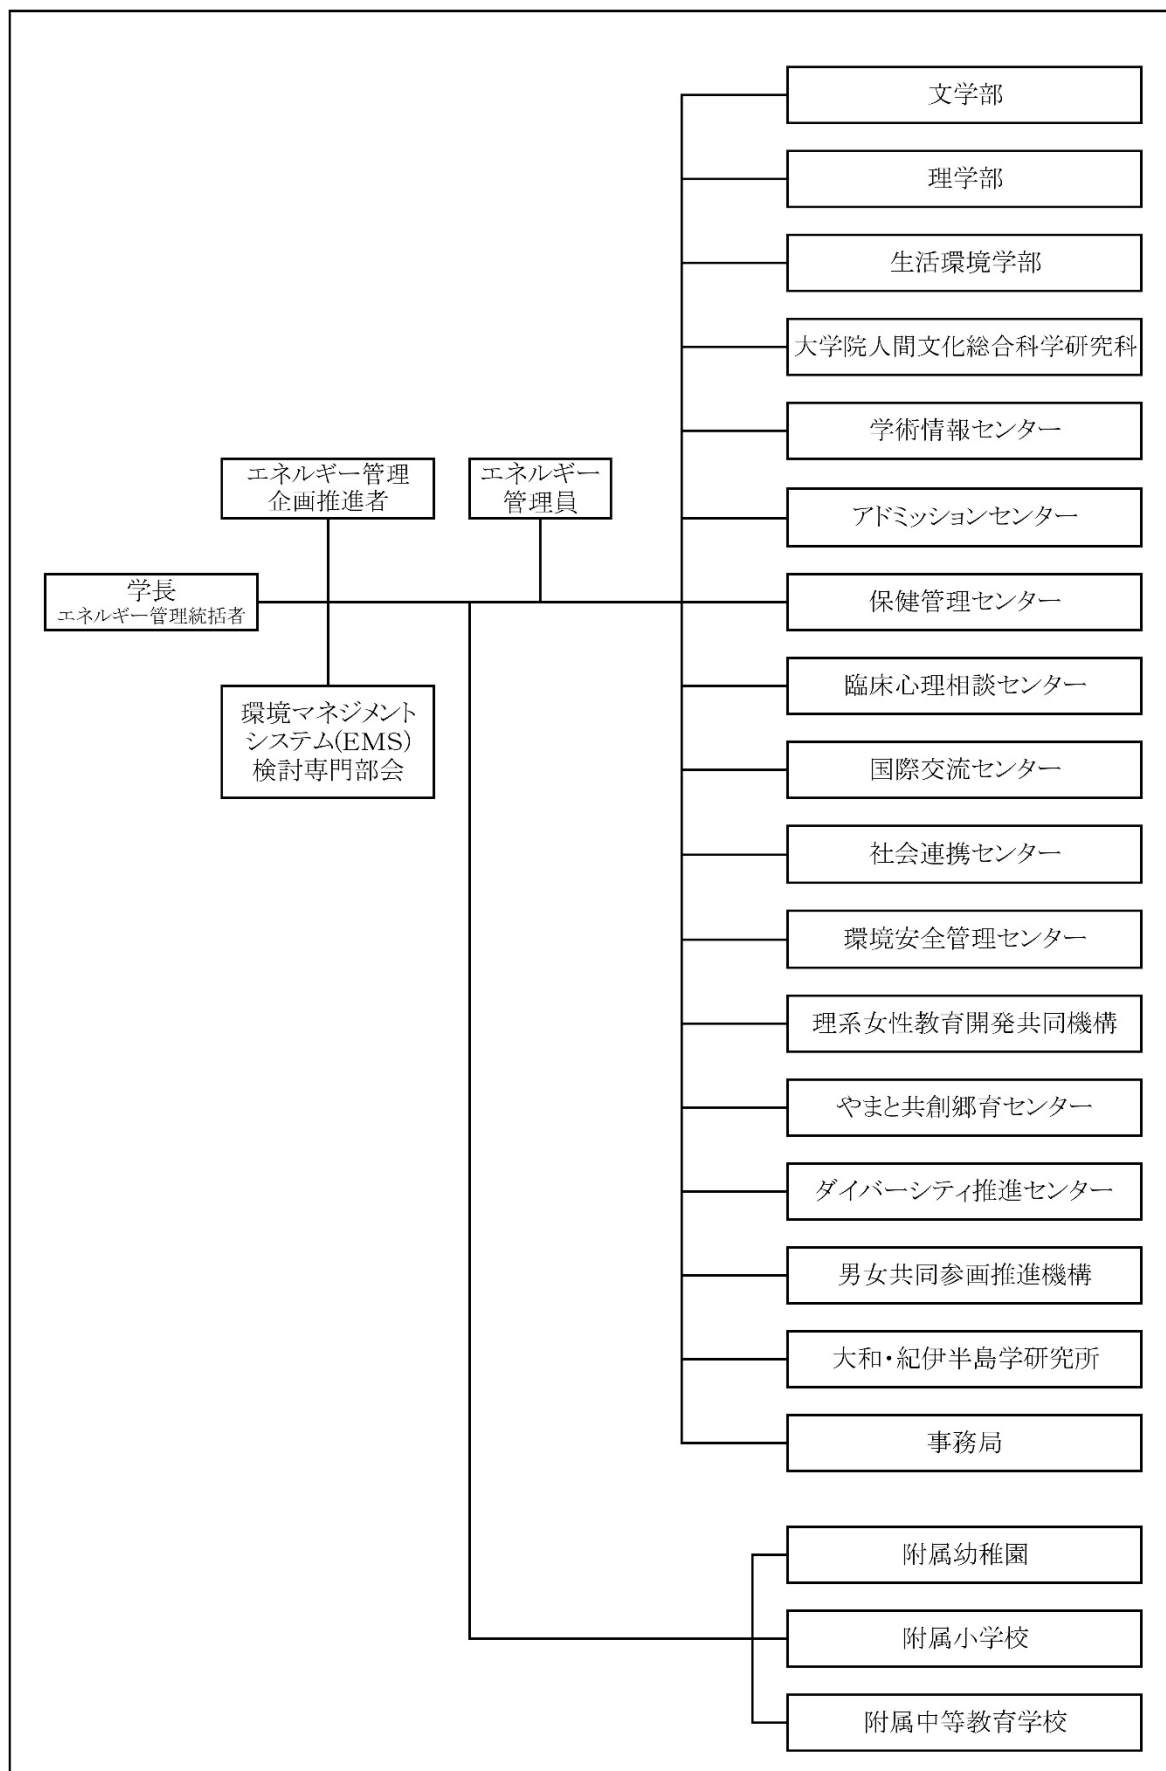 文学部
理学部
生活環境学部
大学院人間文化総合科学研究科
学術情報センター
エネルギー管理
企画推進者
エネルギー
管理員
アドミッションセンター
学長
エネルギー管理統括者
保健管理センター
環境マネジメント
システム(EMS)
検討専門部会
臨床心理相談センター
国際交流センター
社会連携センター
環境安全管理センター
理系女性教育開発共同機構
やまと共創郷育センター
ダイバーシティ推進センター
男女共同参画推進機構
大和・紀伊半島学研究所
事務局
附属幼稚園
附属小学校
附属中等教育学校